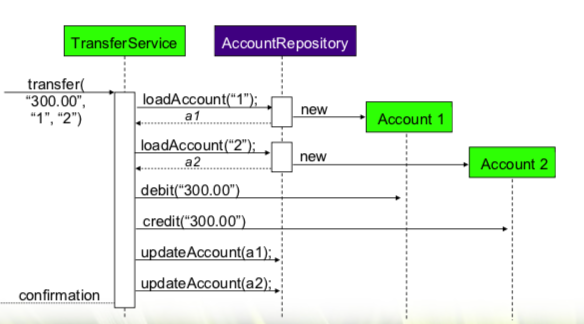 TransferService
AccountRepository
transfer(
“300.00”,
“1”, “2”)
loadAccount(“1”);
a1
new
Account 1
loadAccount(“2”);
a2
new
Account 2
debit(“300.00”)
credit(“300.00”)
updateAccount(a1);
updateAccount(a2);
confirmation